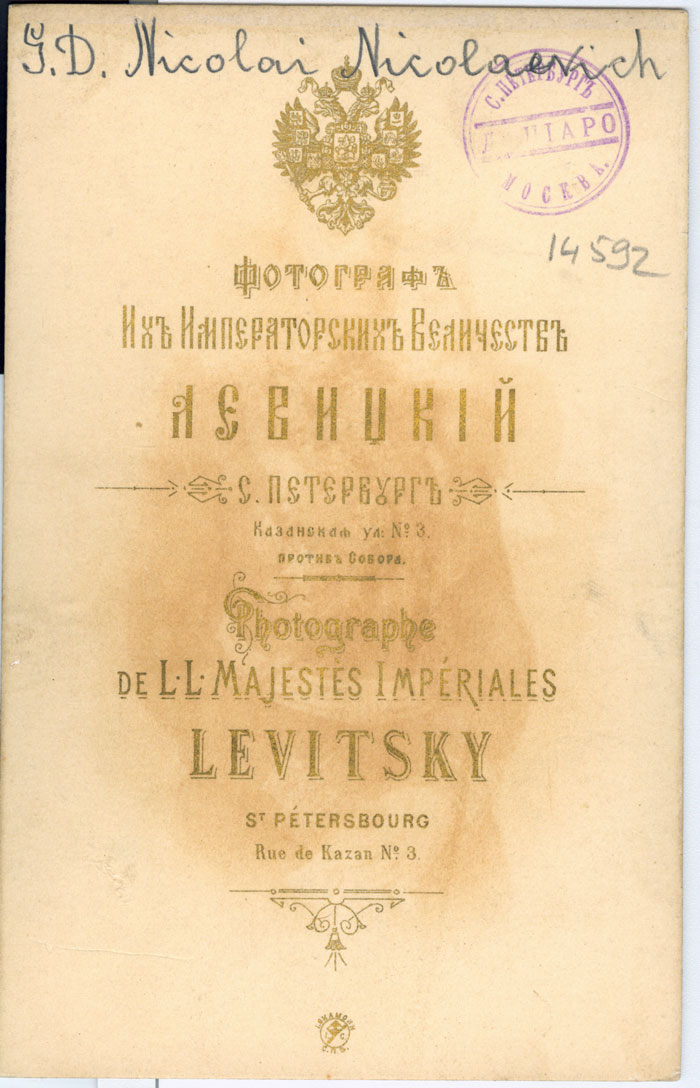 G.D. Nicolai Nicolaevich
С. ПЕТЕРБУРГЪ
МОСКВА.
14592
Фотографъ
Ихъ Императорскихъ Величествъ
ЛЕВИЦКІЙ
С. ПЕТЕРБУРГЪ
Казанская ул: № 3.
противъ Собора.
Photographe
DE L·L· MAJESTÉS IMPÉRIALES
LEVITSKY
ST PÉTERSBOURG
Rue de Kazan № 3.